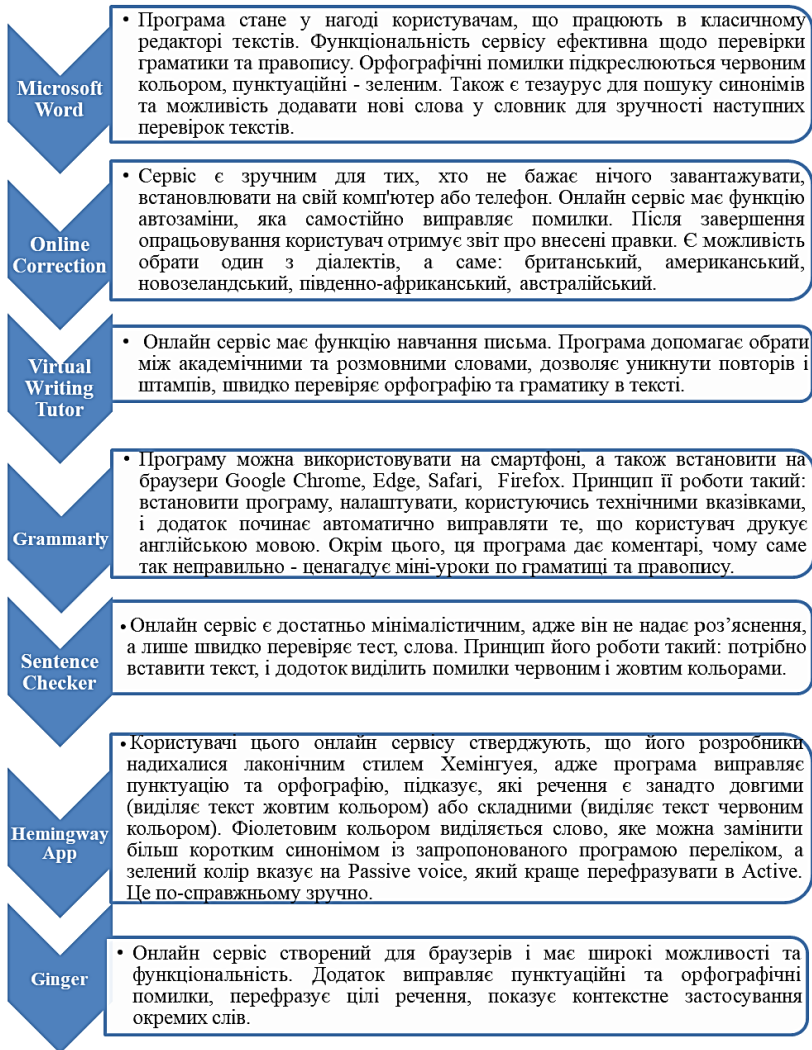 Microsoft
Word
• Програма стане у нагоді користувачам, що працюють в класичному
редакторі текстів. Функціональність сервісу ефективна щодо перевірки
граматики та правопису. Орфографічні помилки підкреслюються червоним
кольором, пунктуаційні - зеленим. Також є тезаурус для пошуку синонімів
та можливість додавати нові слова у словник для зручності наступних
перевірок текстів.
Online
Correction
• Сервіс є зручним для тих, хто не бажає нічого завантажувати,
встановлювати на свій комп'ютер або телефон. Онлайн сервіс має функцію
автозаміни, яка самостійно виправляє помилки. Після завершення
опрацьовування користувач отримує звіт про внесені правки. Є можливість
обрати один з діалектів, а саме: британський, американський,
новозеландський, південно-африканський, австралійський.
Virtual
Writing
Tutor
• Онлайн сервіс має функцію навчання письма. Програма допомагає обрати
між академічними та розмовними словами, дозволяє уникнути повторів і
штампів, швидко перевіряє орфографію та граматику в тексті.
Grammarly
• Програму можна використовувати на смартфоні, а також встановити на
браузери Google Chrome, Edge, Safari, Firefox. Принцип її роботи такий:
встановити програму, налаштувати, користуючись технічними вказівками,
і додаток починає автоматично виправляти те, що користувач друкує
англійською мовою. Окрім цього, ця програма дає коментарі, чому саме
так неправильно - ценагадує міні-уроки по граматиці та правопису.
Sentence
Checker
• Онлайн сервіс є достатньо мінімалістичним, адже він не надає роз’яснення,
а лише швидко перевіряє тест, слова. Принцип його роботи такий: потрібно
вставити текст, і додоток виділить помилки червоним і жовтим кольорами.
Hemingway
App
• Користувачі цього онлайн сервісу стверджують, що його розробники
надихалися лаконічним стилем Хемінгуея, адже програма виправляє
пунктуацію та орфографію, підказує, які речення є занадто довгими
(виділяє текст жовтим кольором) або складними (виділяє текст червоним
кольором). Фіолетовим кольором виділяється слово, яке можна замінити
більш коротким синонімом із запропонованого програмою переліком, а
зелений колір вказує на Passive voice, який краще перефразувати в Active.
Це по-справжньому зручно.
Ginger
• Онлайн сервіс створений для браузерів і має широкі можливості та
функціональність. Додаток виправляє пунктуаційні та орфографічні
помилки, перефразує цілі речення, показує контекстне застосування
окремих слів.